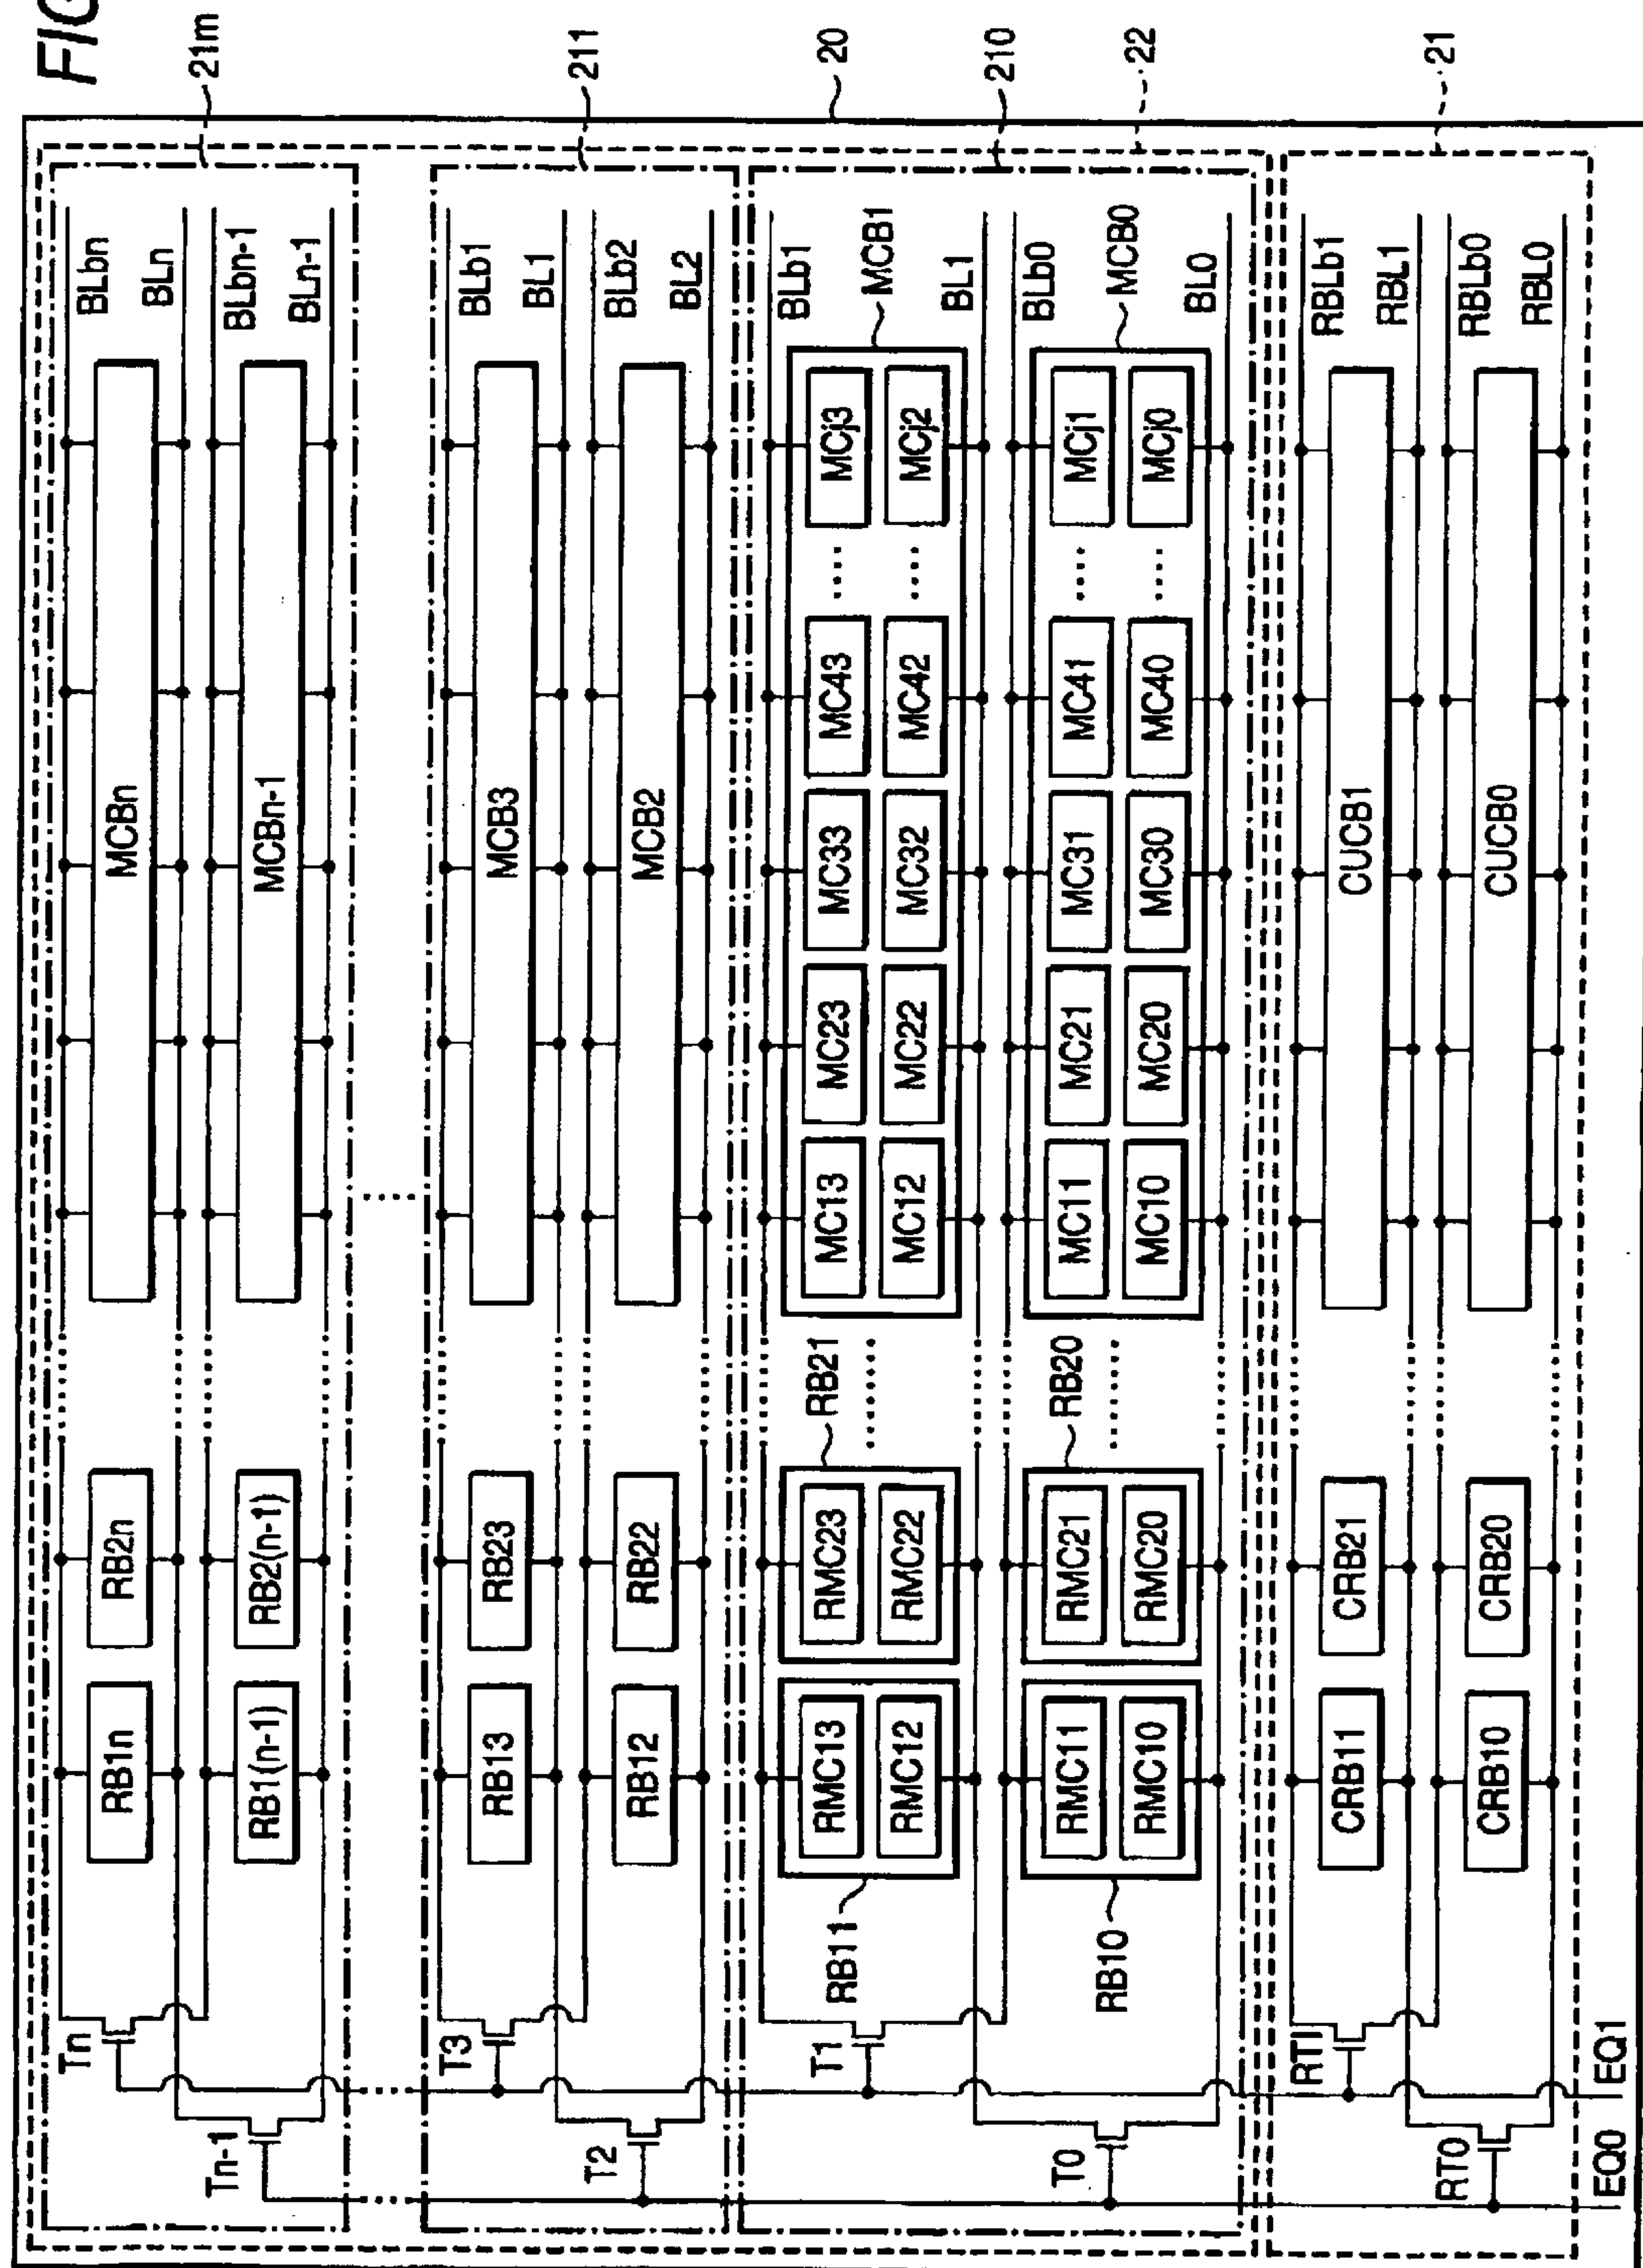 FIG
21m
211
20
210
22
21
BLbn
BLn
BLbn-1
BLn-1
MCBn
MCBn-1
RB2n
RB2(n-1)
RB1n
RB1(n-1)
Tn
Tn-1
BLb1
BL1
BLb2
BL2
MCB3
MCB2
RB23
RB22
RB13
RB12
T3
T2
BLb1
MCB1
BL1
BLb0
MCB0
BL0
MCj3
MCj2
MCj1
MCj0
MC43
MC42
MC41
MC40
MC33
MC32
MC31
MC30
MC23
MC22
MC21
MC20
MC13
MC12
MC11
MC10
RB21
RB20
RMC23
RMC22
RMC21
RMC20
RMC13
RMC12
RMC11
RMC10
RB11
RB10
T1
T0
RBLb1
RBL1
RBLb0
RBL0
CUCB1
CUCB0
CRB21
CRB20
CRB11
CRB10
RT1
RT0
EQ1
EQ0